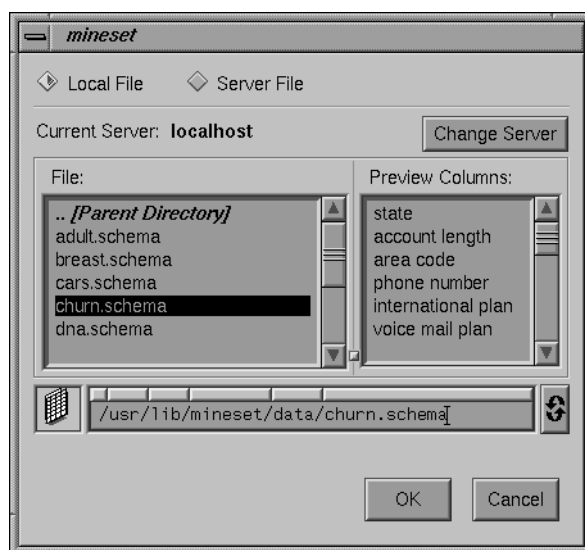 mineset
Local File Server File
Current Server: localhost Change Server
File: Preview Columns:
.. [Parent Directory] state
adult.schema account length
breast.schema area code
cars.schema phone number
churn.schema international plan
dna.schema voice mail plan
/usr/lib/mineset/data/churn.schema
OK Cancel